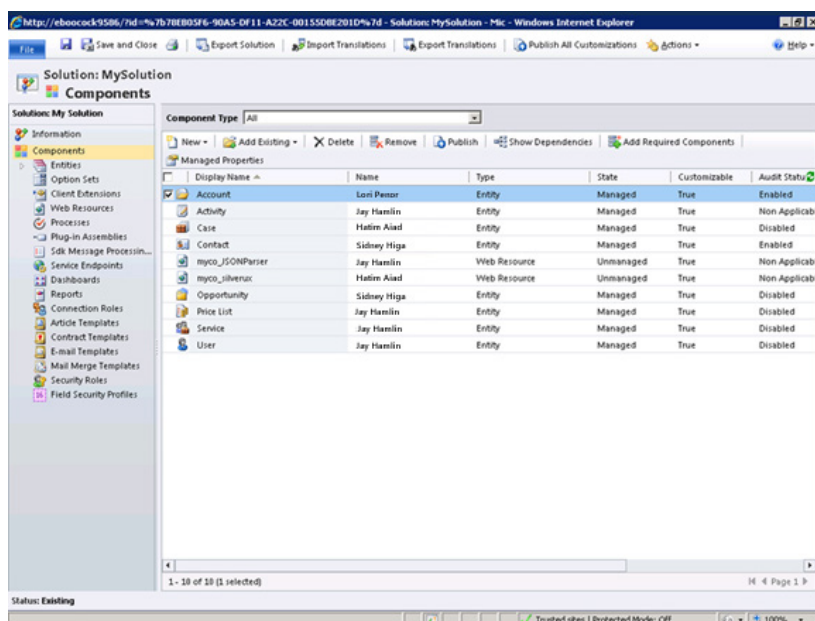 http://eboocock9586/?id=%7b7BEB05F6-90A5-DF11-A22C-00155DBE201D%7d - Solution: MySolution - Mic - Windows Internet Explorer
File Save and Close Export Solution Import Translations Export Translations Publish All Customizations Actions Help
Solution: MySolution
Components
Solution: My Solution
Information
Components
Entities
Option Sets
Client Extensions
Web Resources
Processes
Plug-in Assemblies
Sdk Message Processin...
Service Endpoints
Dashboards
Reports
Connection Roles
Article Templates
Contract Templates
E-mail Templates
Mail Merge Templates
Security Roles
Field Security Profiles
Component Type All
New Add Existing Delete Remove Publish Show Dependencies Add Required Components
Managed Properties
Display Name Name Type State Customizable Audit Statu
Account Lori Penor Entity Managed True Enabled
Activity Jay Hamlin Entity Managed True Non Applicab
Case Hatim Aiad Entity Managed True Disabled
Contact Sidney Higa Entity Managed True Enabled
myco_JSONParser Jay Hamlin Web Resource Unmanaged True Non Applicab
myco_silverux Hatim Aiad Web Resource Unmanaged True Non Applicab
Opportunity Sidney Higa Entity Managed True Disabled
Price List Jay Hamlin Entity Managed True Disabled
Service Jay Hamlin Entity Managed True Disabled
User Jay Hamlin Entity Managed True Disabled
1 - 10 of 10 (1 selected) Page 1
Status: Existing
Trusted sites | Protected Mode: Off 100%